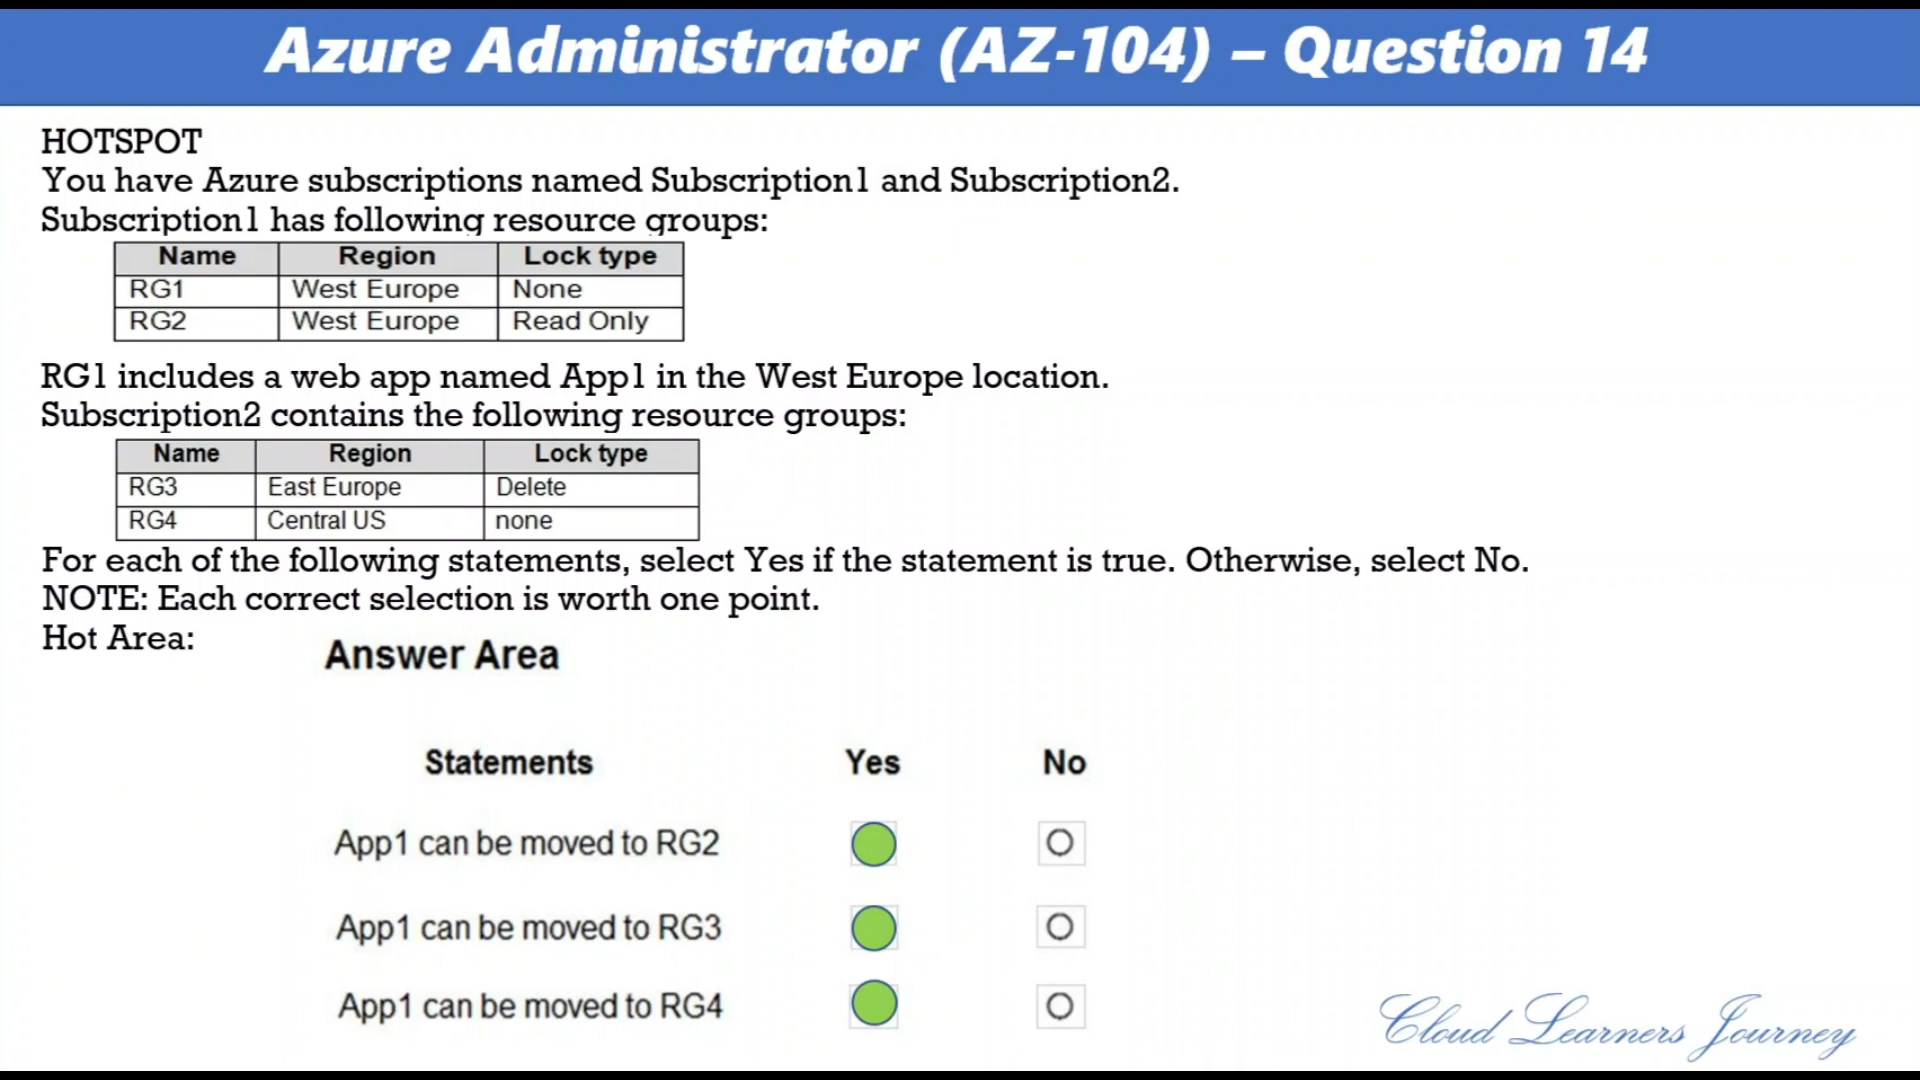 Azure Administrator (AZ-104) – Question 14
HOTSPOT
You have Azure subscriptions named Subscription1 and Subscription2.
Subscription1 has following resource groups:
Name Region Lock type
RG1 West Europe None
RG2 West Europe Read Only
RG1 includes a web app named App1 in the West Europe location.
Subscription2 contains the following resource groups:
Name Region Lock type
RG3 East Europe Delete
RG4 Central US none
For each of the following statements, select Yes if the statement is true. Otherwise, select No.
NOTE: Each correct selection is worth one point.
Hot Area:
Answer Area
Statements Yes No
App1 can be moved to RG2
App1 can be moved to RG3
App1 can be moved to RG4
Cloud Learners Journey